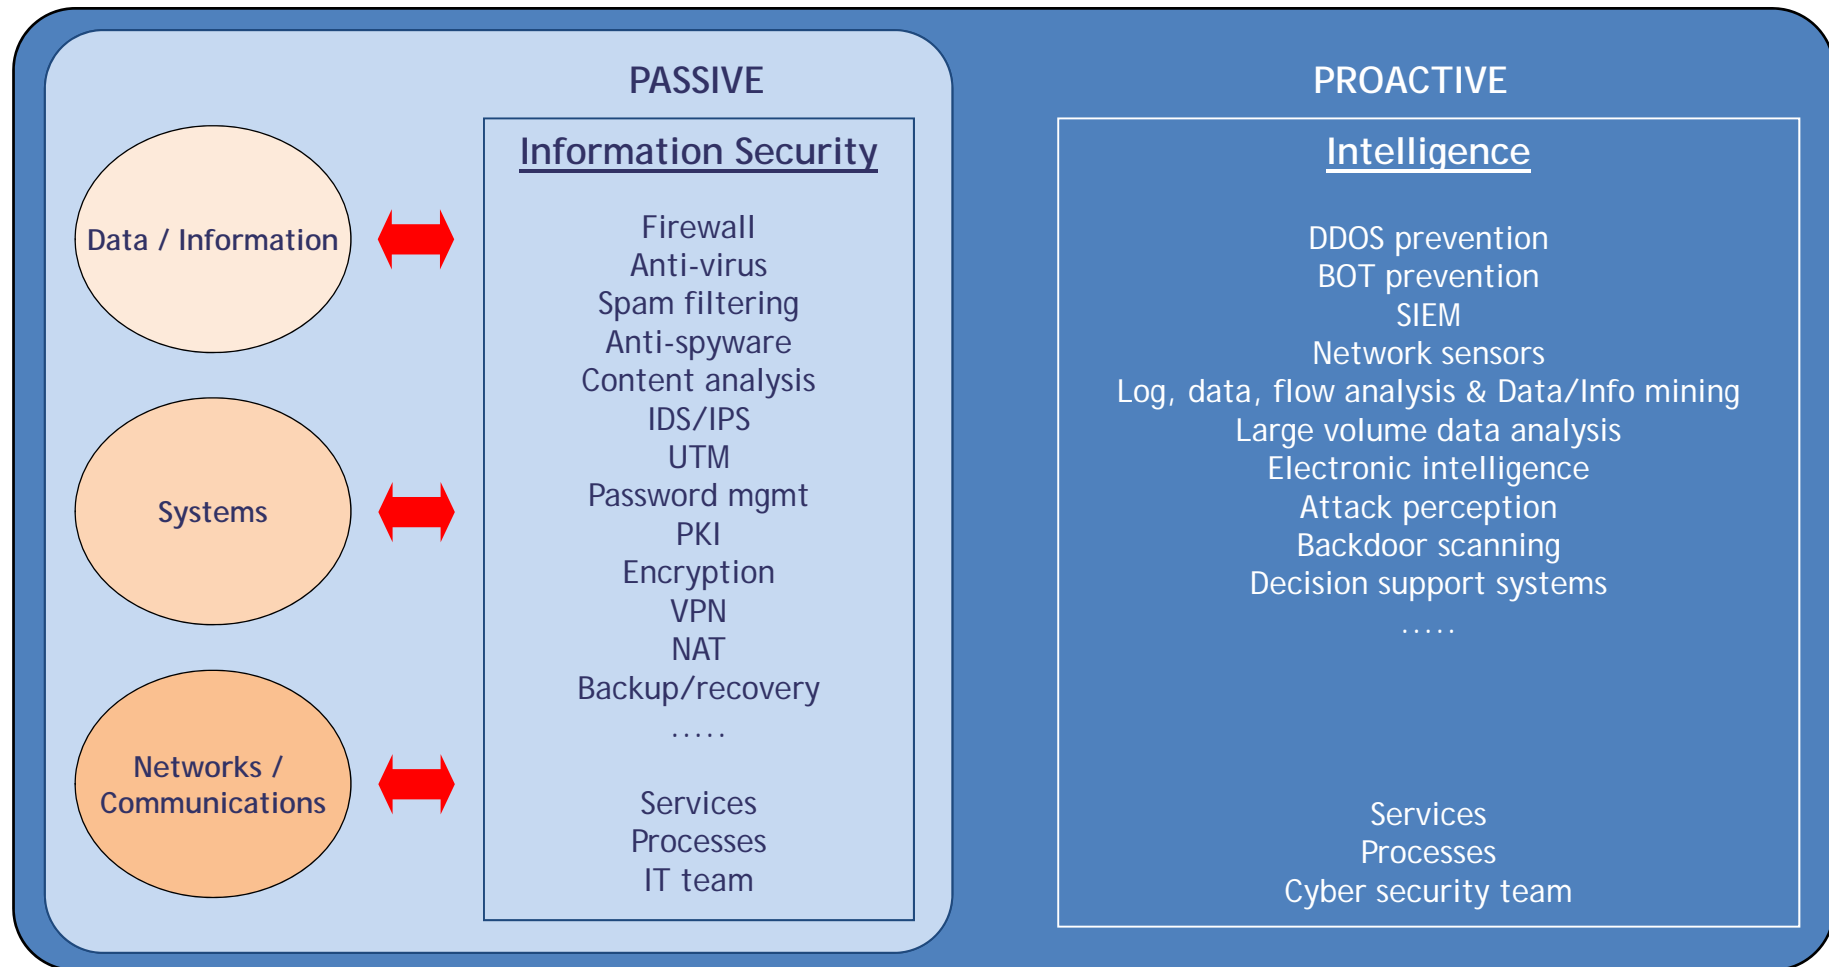 PASSIVE
Information Security
Data / Information
Firewall
Anti-virus
Spam filtering
Anti-spyware
Content analysis
IDS/IPS
UTM
Systems
Password mgmt
PKI
Encryption
VPN
NAT
Backup/recovery
.....
Networks /
Communications
Services
Processes
IT team
PROACTIVE
Intelligence
DDOS prevention
BOT prevention
SIEM
Network sensors
Log, data, flow analysis & Data/Info mining
Large volume data analysis
Electronic intelligence
Attack perception
Backdoor scanning
Decision support systems
.....
Services
Processes
Cyber security team